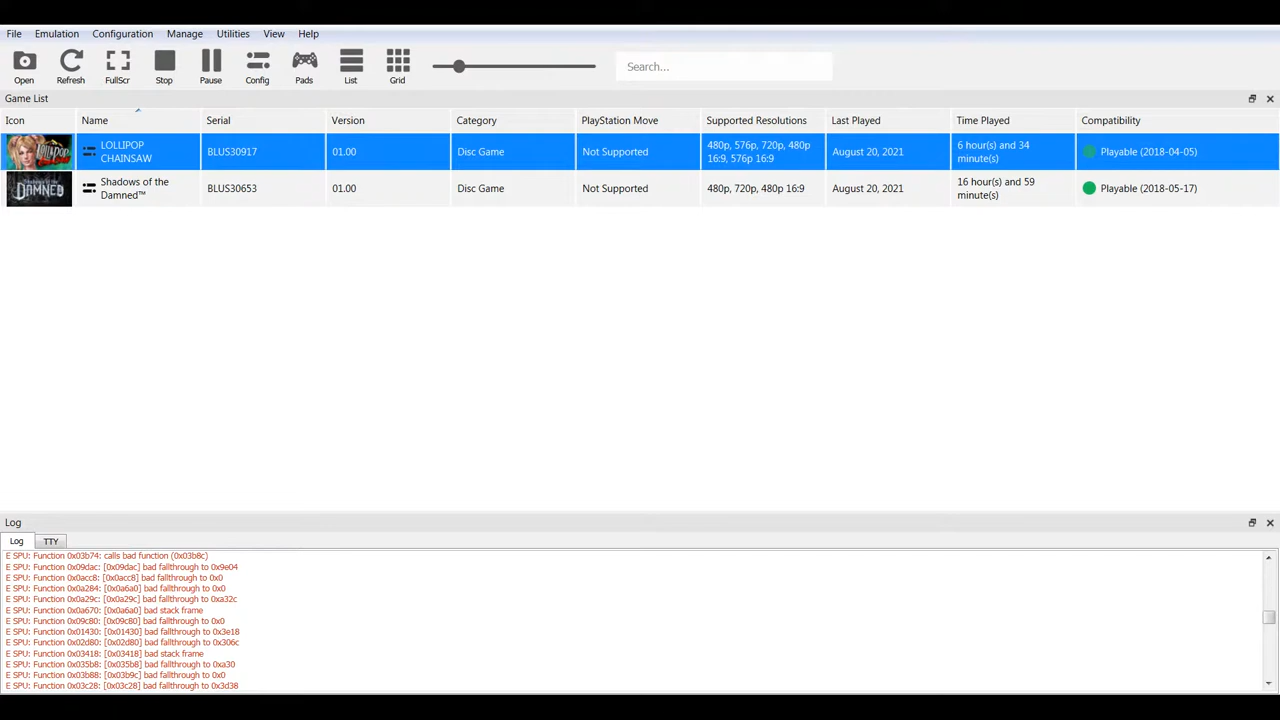 File Emulation Configuration Manage Utilities View Help
Open Refresh FullScr Stop Pause Config Pads List Grid Search...
Game List
Icon Name Serial Version Category PlayStation Move Supported Resolutions Last Played Time Played Compatibility
LOLLIPOP
CHAINSAW
BLUS30917
01.00
Disc Game
Not Supported
480p, 576p, 720p, 480p
16:9, 576p 16:9
August 20, 2021
6 hour(s) and 34
minute(s)
Playable (2018-04-05)
DAMNED
Shadows of the
Damned™
BLUS30653
01.00
Disc Game
Not Supported
480p, 720p, 480p 16:9
August 20, 2021
16 hour(s) and 59
minute(s)
Playable (2018-05-17)
Log
Log TTY
E SPU: Function 0x03b74: calls bad function (0x03b8c)
E SPU: Function 0x09dac: [0x09dac] bad fallthrough to 0x9e04
E SPU: Function 0x0acc8: [0x0acc8] bad fallthrough to 0x0
E SPU: Function 0x0a284: [0x0a6a0] bad fallthrough to 0x0
E SPU: Function 0x0a29c: [0x0a29c] bad fallthrough to 0xa32c
E SPU: Function 0x0a670: [0x0a6a0] bad stack frame
E SPU: Function 0x09c80: [0x09c80] bad fallthrough to 0x0
E SPU: Function 0x01430: [0x01430] bad fallthrough to 0x3e18
E SPU: Function 0x02d80: [0x02d80] bad fallthrough to 0x306c
E SPU: Function 0x03418: [0x03418] bad stack frame
E SPU: Function 0x035b8: [0x035b8] bad fallthrough to 0xa30
E SPU: Function 0x03b88: [0x03b9c] bad fallthrough to 0x0
E SPU: Function 0x03c28: [0x03c28] bad fallthrough to 0x3d38